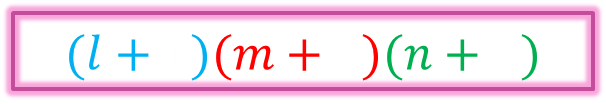 (l +   )(m +   )(n +   )